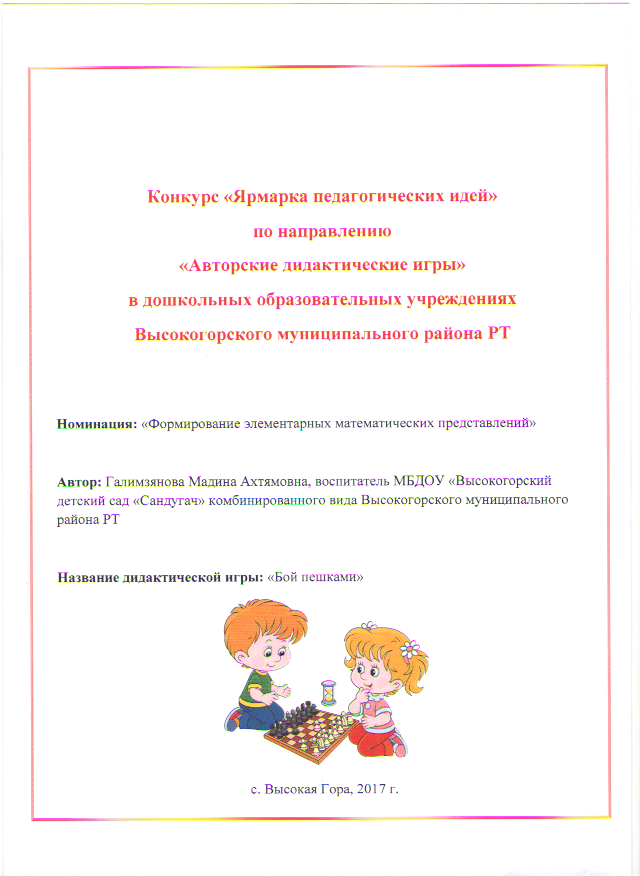 Конкурс «Ярмарка педагогических идей»
по направлению
«Авторские дидактические игры»
в дошкольных образовательных учреждениях
Высокогорского муниципального района РТ
Номинация: «Формирование элементарных математических представлений»
Автор: Галимзянова Мадина Ахтямовна, воспитатель МБДОУ «Высокогорский
детский сад «Сандугач» комбинированного вида Высокогорского муниципального
района РТ
Название дидактической игры: «Бой пешками»
с. Высокая Гора, 2017 г.